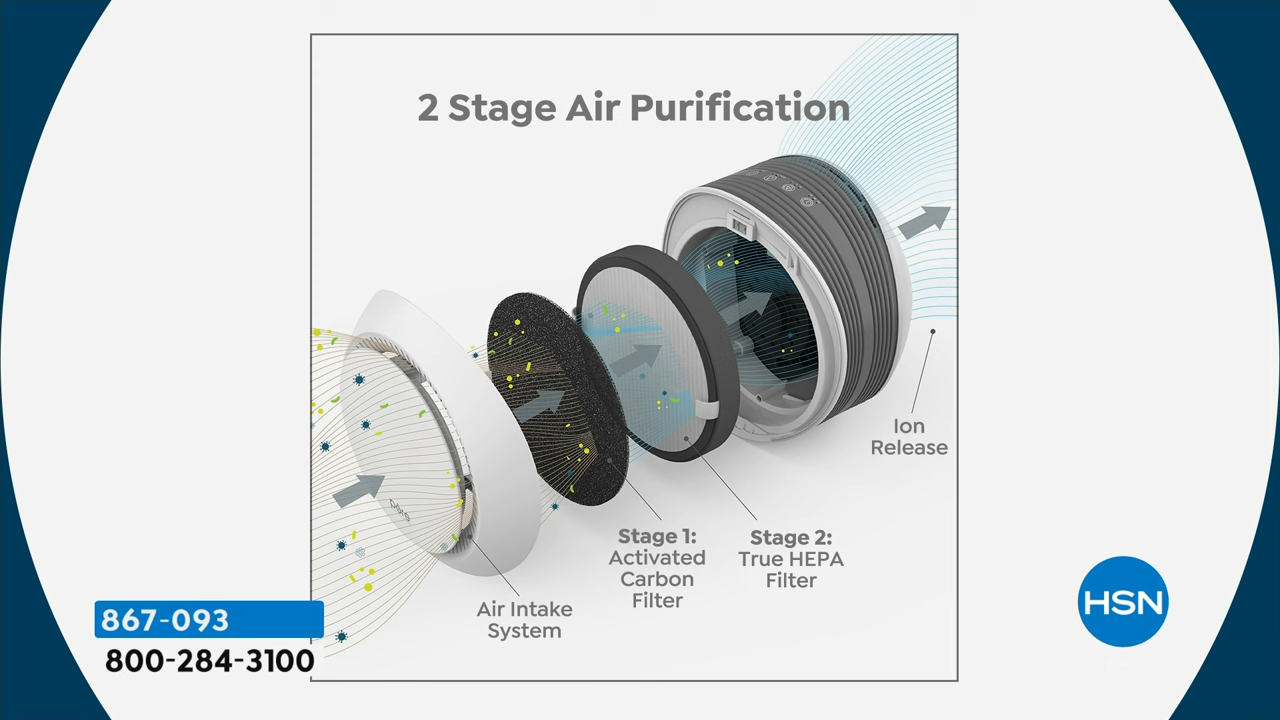 2 Stage Air Purification
Ion
Release
Stage 1:
Activated
Carbon
Filter
Stage 2:
True HEPA
Filter
Air Intake
System
867-093
800-284-3100
HSN